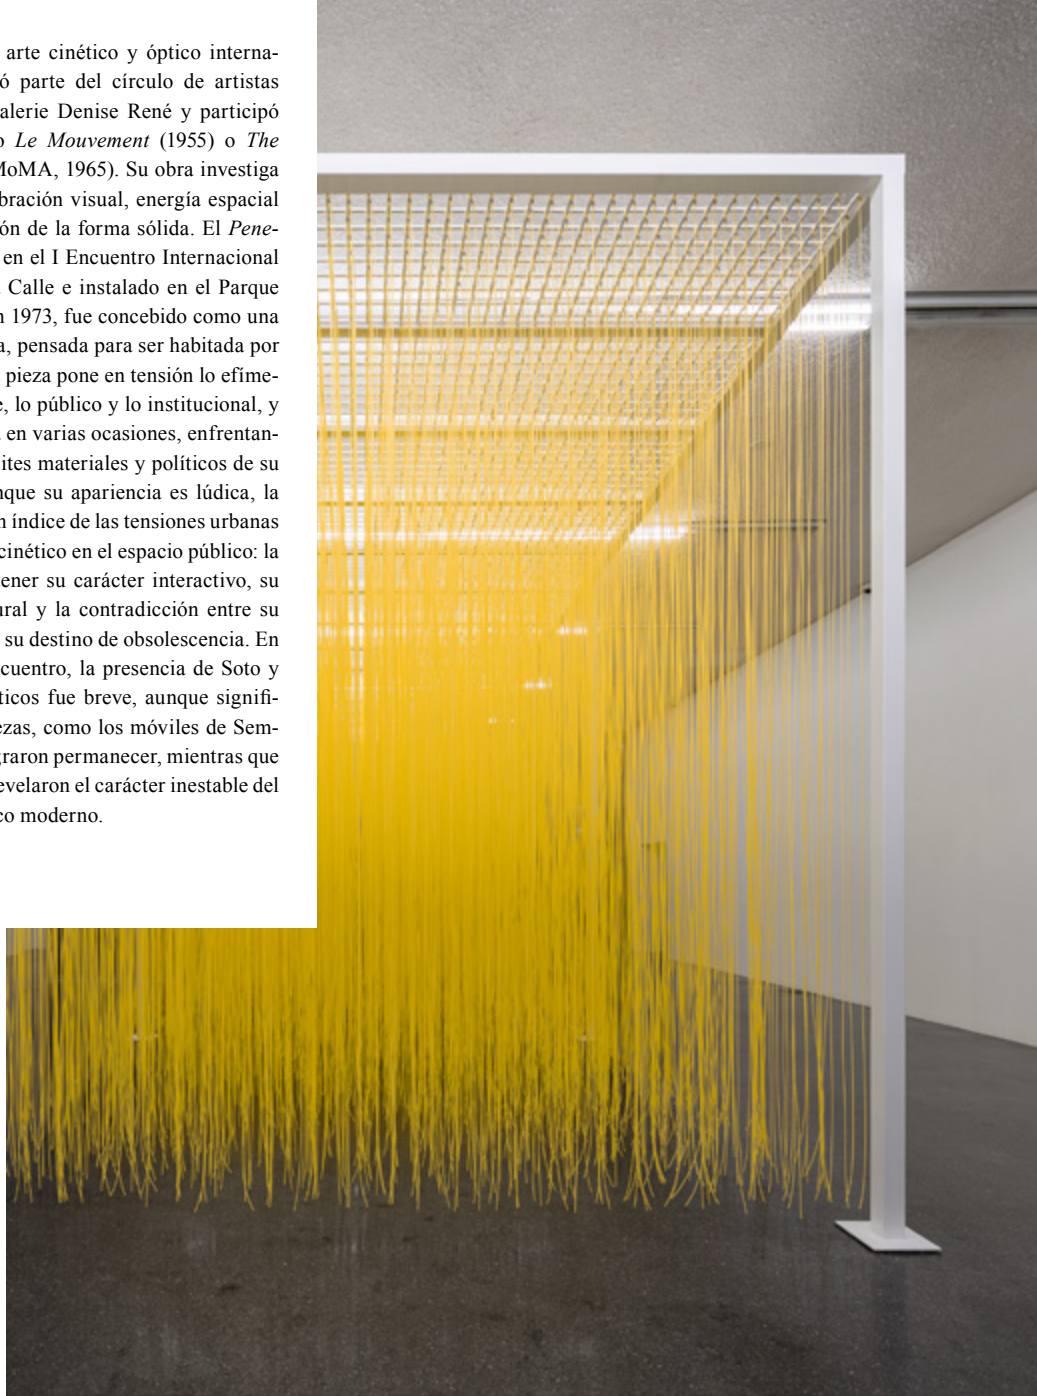 arte cinético y óptico interna-
ó parte del círculo de artistas
alerie Denise René y participó
o Le Mouvement (1955) o The
MoMA, 1965). Su obra investiga
bración visual, energía espacial
ón de la forma sólida. El Pene-
en el I Encuentro Internacional
Calle e instalado en el Parque
n 1973, fue concebido como una
a, pensada para ser habitada por
pieza pone en tensión lo efíme-
e, lo público y lo institucional, y
en varias ocasiones, enfrentan-
ites materiales y políticos de su
nque su apariencia es lúdica, la
n índice de las tensiones urbanas
cinético en el espacio público: la
tener su carácter interactivo, su
ural y la contradicción entre su
su destino de obsolescencia. En
cuentro, la presencia de Soto y
ticos fue breve, aunque signifi-
ezas, como los móviles de Sem-
graron permanecer, mientras que
evelaron el carácter inestable del
co moderno.